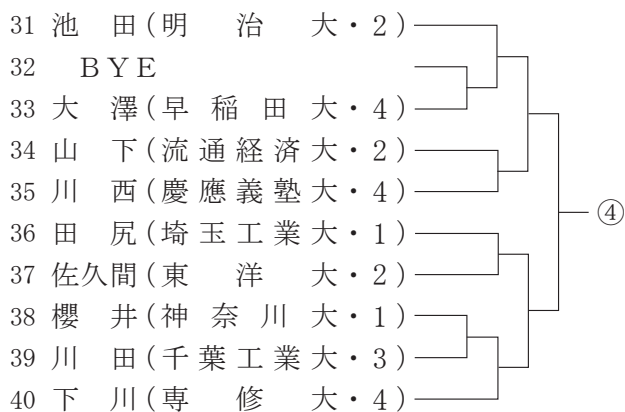 31 池田(明治大・2)
32 BYE
33 大澤(早稲田大・4)
34 山下(流通経済大・2)
35 川西(慶應義塾大・4)
36 田尻(埼玉工業大・1)
37 佐久間(東洋大・2)
38 櫻井(神奈川大・1)
39 川田(千葉工業大・3)
40 下川(専修大・4)
④